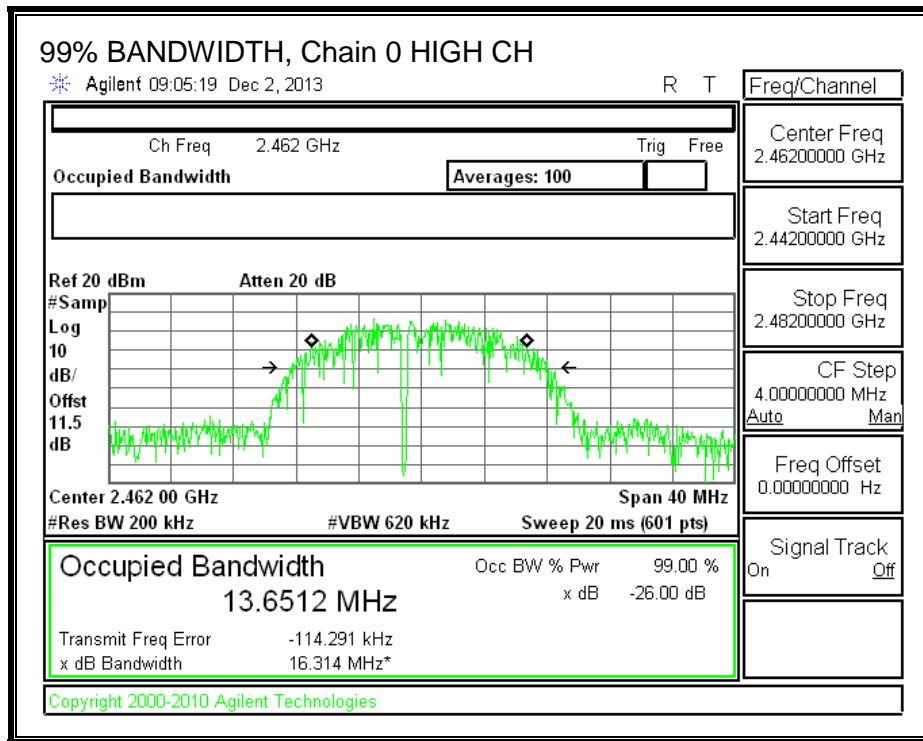 99% BANDWIDTH, Chain 0 HIGH CH
Agilent 09:05:19 Dec 2, 2013 R T
Freq/Channel
Ch Freq 2.462 GHz Trig Free
Occupied Bandwidth Averages: 100
Center Freq
2.46200000 GHz
Start Freq
2.44200000 GHz
Stop Freq
2.48200000 GHz
CF Step
4.00000000 MHz
Auto Man
Freq Offset
0.00000000 Hz
Signal Track
On Off
Ref 20 dBm Atten 20 dB
#Samp
Log
10
dB/
Offst
11.5
dB
Center 2.462 00 GHz Span 40 MHz
#Res BW 200 kHz #VBW 620 kHz Sweep 20 ms (601 pts)
Occupied Bandwidth Occ BW % Pwr 99.00 %
13.6512 MHz x dB -26.00 dB
Transmit Freq Error -114.291 kHz
x dB Bandwidth 16.314 MHz*
Copyright 2000-2010 Agilent Technologies